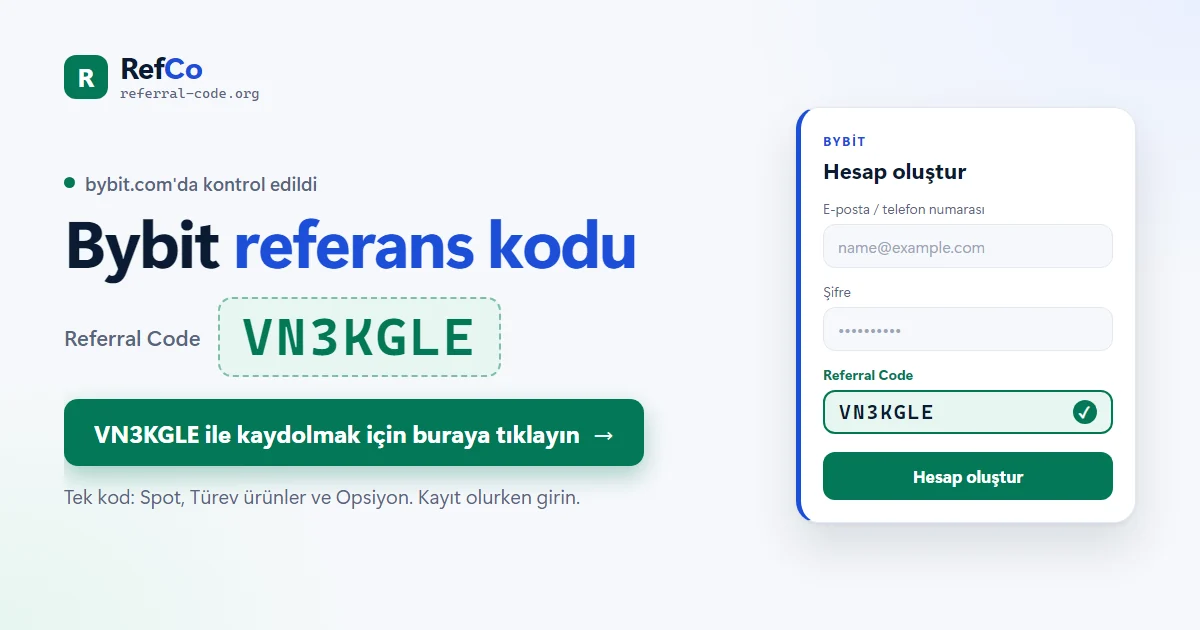 R
RefCo
referral-code.org
bybit.com'da kontrol edildi
Bybit referans kodu
Referral Code
VN3KGLE
VN3KGLE ile kaydolmak için buraya tıklayın →
Tek kod: Spot, Türev ürünler ve Opsiyon. Kayıt olurken girin.
BYBİT
Hesap oluştur
E-posta / telefon numarası
name@example.com
Şifre
••••••••••
Referral Code
VN3KGLE ✓
Hesap oluştur